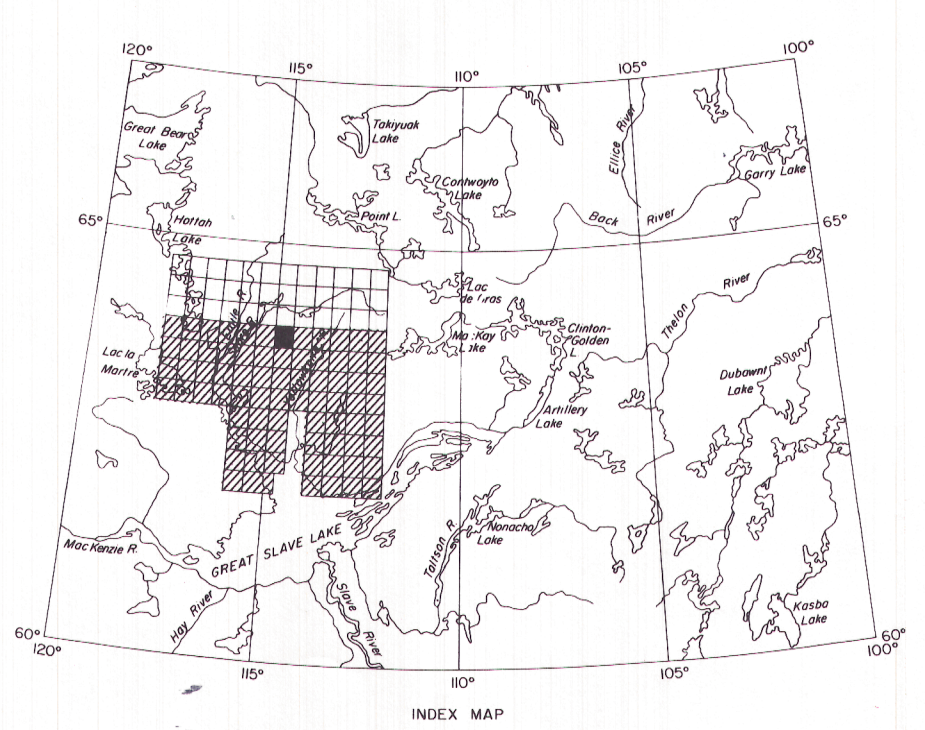 120°
115°
110°
105°
100°
Great Bear
Lake
Takiyuak
Lake
Ellice River
Contwoyto
Lake
Garry Lake
Point L.
Back River
65°
Hottah
Lake
65°
Lac
de Gras
Thelon River
MacKay
Lake
Clinton-
Golden
L.
Lac la
Martre
Dubawnt
Lake
Artillery
Lake
MacKenzie R.
GREAT SLAVE LAKE
Taltson R.
Nonacho
Lake
Hay River
Slave River
Kasba
Lake
60°
120°
115°
110°
105°
60°
100°
INDEX MAP